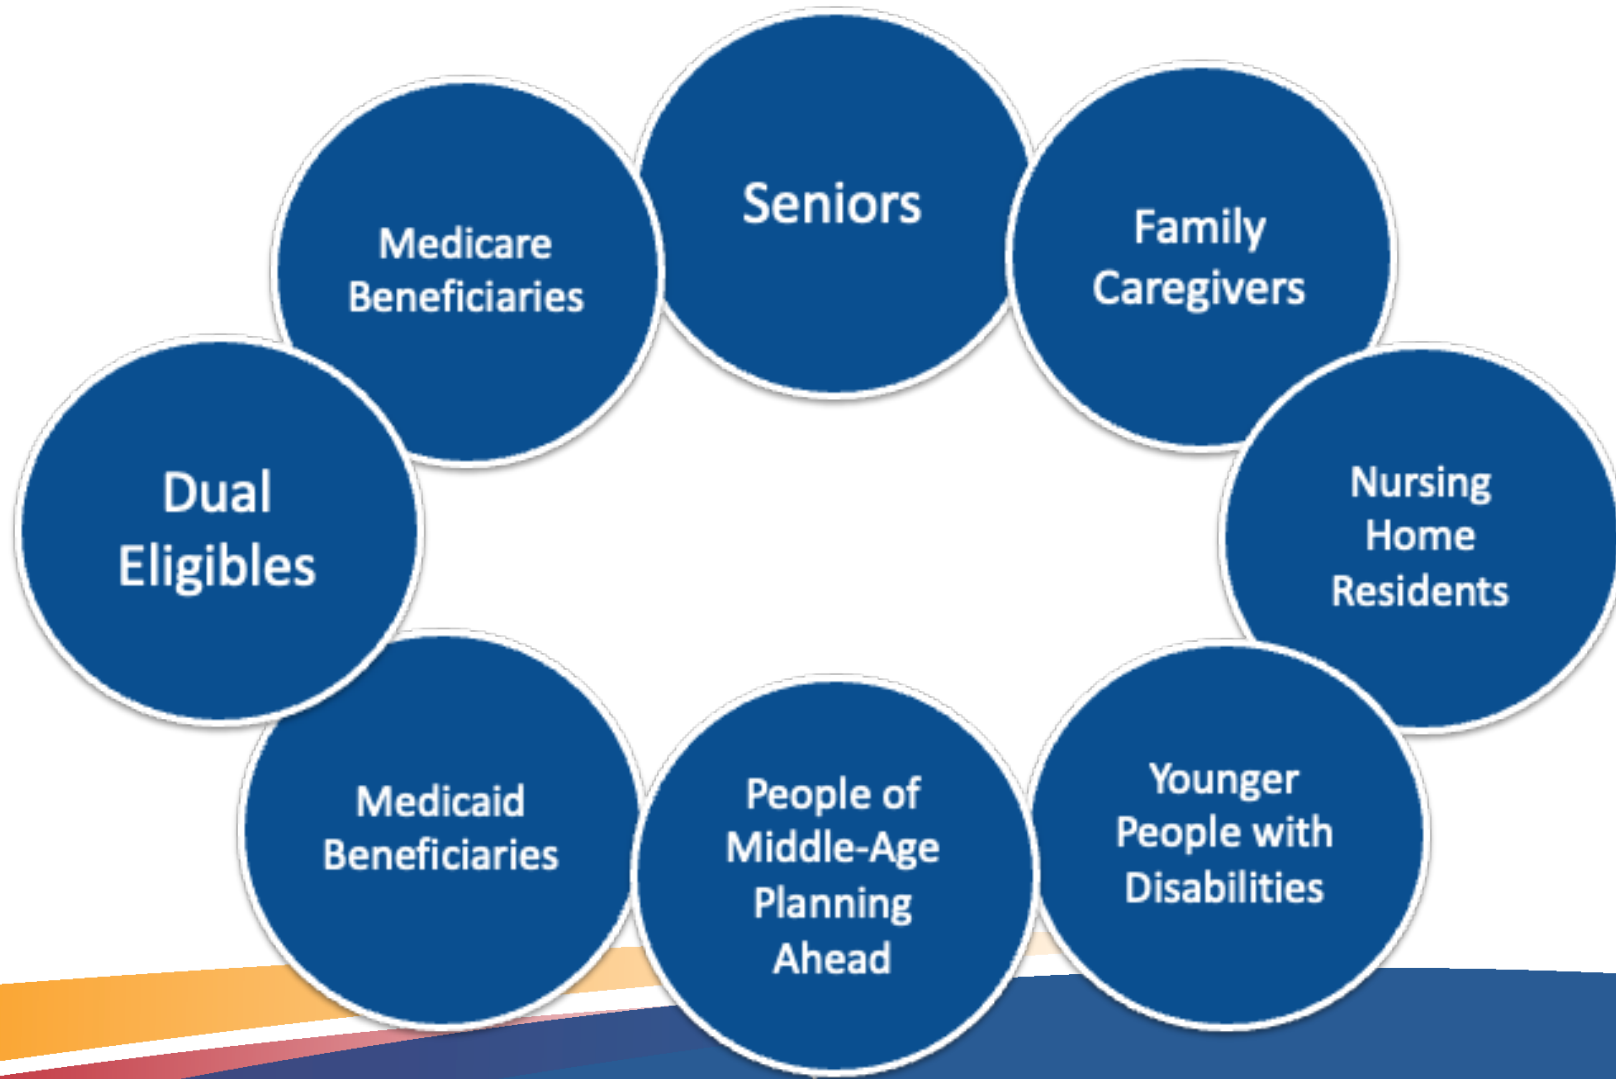 Seniors
Family
Caregivers
Nursing
Home
Residents
Younger
People with
Disabilities
People of
Middle-Age
Planning
Ahead
Medicaid
Beneficiaries
Dual
Eligibles
Medicare
Beneficiaries